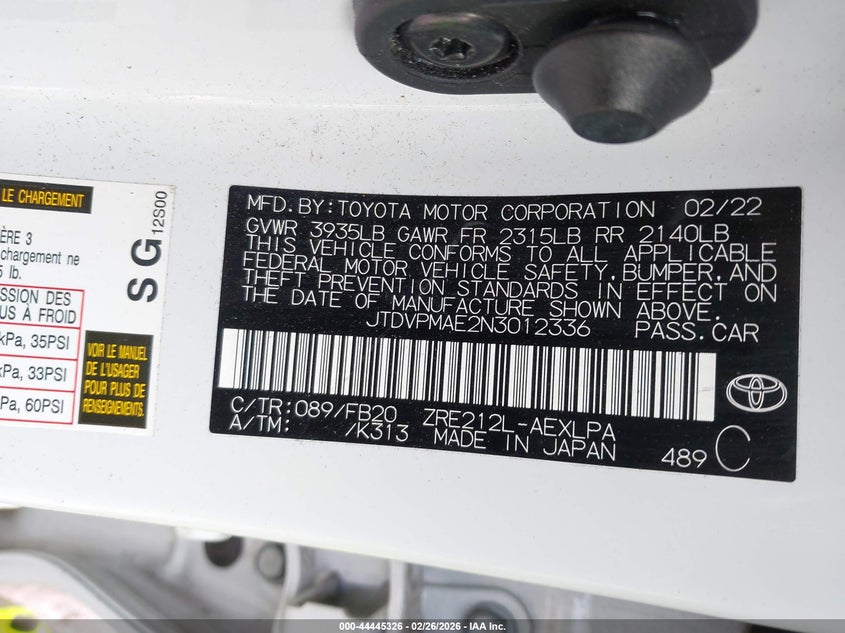 LE CHARGEMENT
ÈRE 3
chargement ne
lb.
SSION DES
US À FROID
kPa, 35PSI
kPa, 33PSI
Pa, 60PSI
SG
12S00
VOIR LE MANUEL
DE L'USAGER
POUR PLUS DE
RENSEIGNEMENTS.
MFD.BY:TOYOTA MOTOR CORPORATION 02/22
GVWR 3935LB GAWR FR 2315LB RR 2140LB
THIS VEHICLE CONFORMS TO ALL APPLICABLE
FEDERAL MOTOR VEHICLE SAFETY,BUMPER,AND
THEFT PREVENTION STANDARDS IN EFFECT ON
THE DATE OF MANUFACTURE SHOWN ABOVE.
JTDVPMAE2N3012336 PASS.CAR
C/TR:089/FB20 ZRE212L-AEXLPA
A/TM: /K313 MADE IN JAPAN
489 C
000-44445326 | 02/26/2026 - IAA Inc.